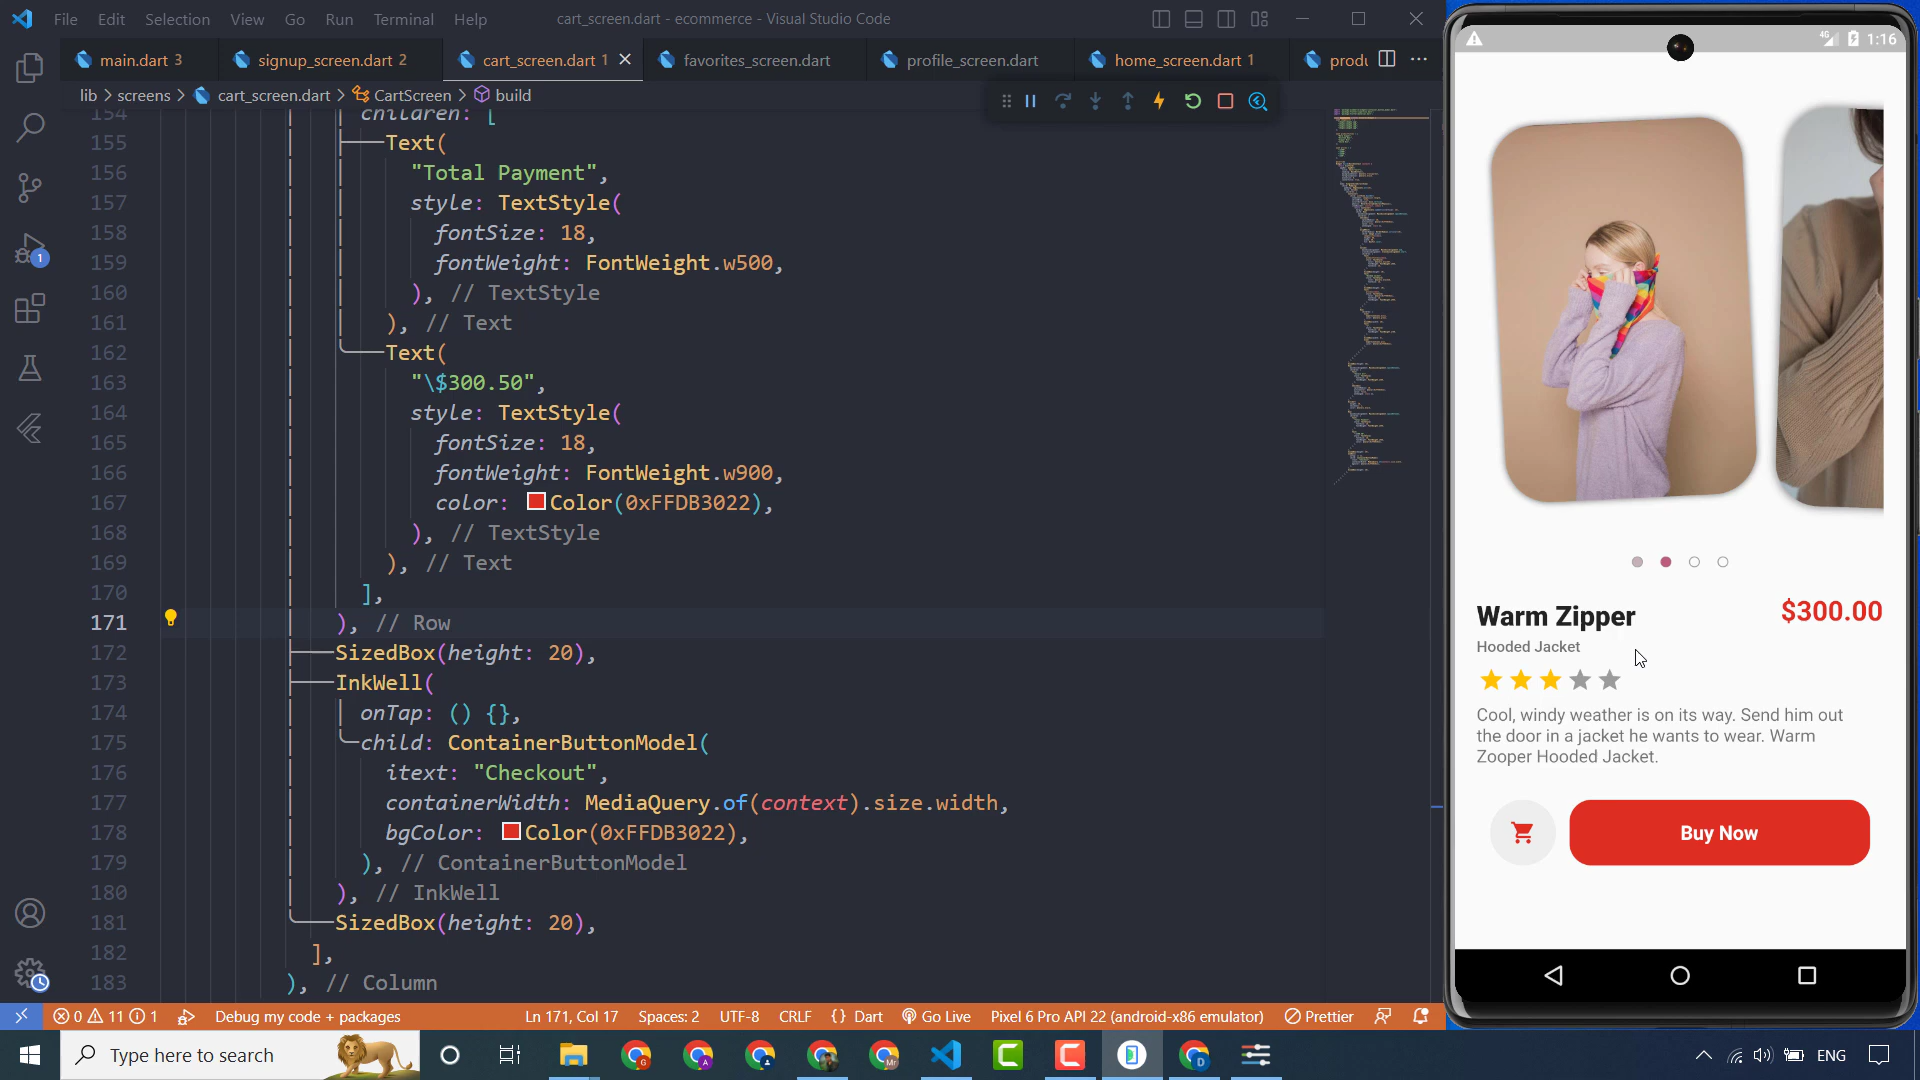 File Edit Selection View Go Run Terminal Help
cart_screen.dart - ecommerce - Visual Studio Code
main.dart 3
signup_screen.dart 2
cart_screen.dart 1
favorites_screen.dart
profile_screen.dart
home_screen.dart 1
produ
lib > screens > cart_screen.dart > CartScreen > build
154 children: [
155 Text(
156 "Total Payment",
157 style: TextStyle(
158 fontSize: 18,
159 fontWeight: FontWeight.w500,
160 ), // TextStyle
161 ), // Text
162 Text(
163 "\$300.50",
164 style: TextStyle(
165 fontSize: 18,
166 fontWeight: FontWeight.w900,
167 color: Color(0xFFDB3022),
168 ), // TextStyle
169 ), // Text
170 ],
171 ), // Row
172 SizedBox(height: 20),
173 InkWell(
174 onTap: () {},
175 child: ContainerButtonModel(
176 itext: "Checkout",
177 containerWidth: MediaQuery.of(context).size.width,
178 bgColor: Color(0xFFDB3022),
179 ), // ContainerButtonModel
180 ), // InkWell
181 SizedBox(height: 20),
182 ],
183 ), // Column
1
0 11 1 Debug my code + packages
Ln 171, Col 17 Spaces: 2 UTF-8 CRLF {} Dart Go Live Pixel 6 Pro API 22 (android-x86 emulator) Prettier
Type here to search
ENG
4G 1:16
Warm Zipper
$300.00
Hooded Jacket
Cool, windy weather is on its way. Send him out
the door in a jacket he wants to wear. Warm
Zooper Hooded Jacket.
Buy Now